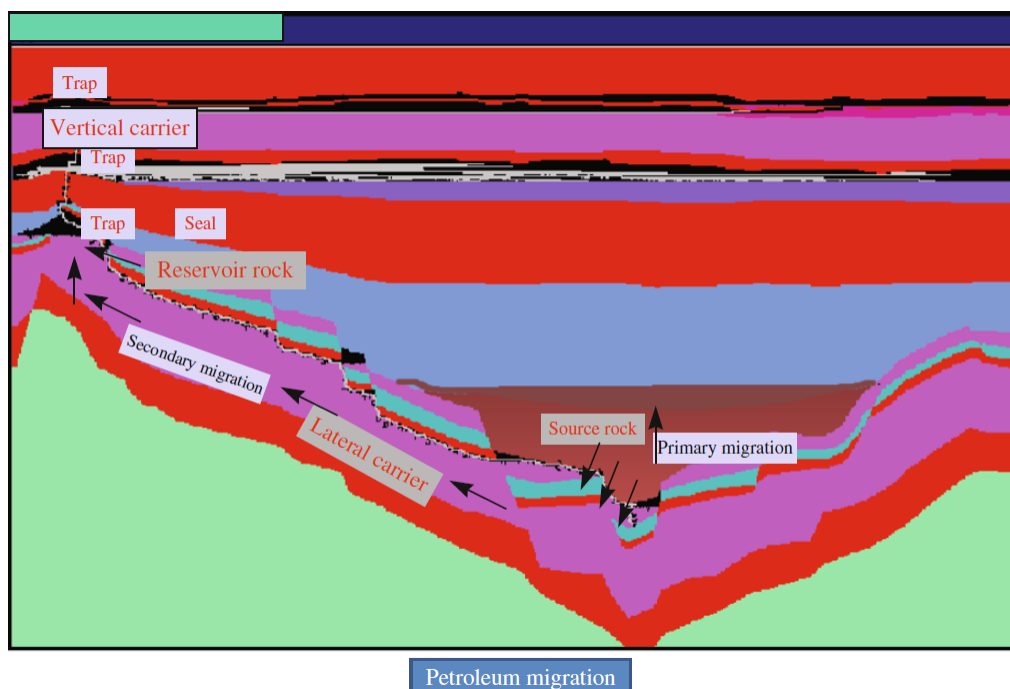 Trap
Vertical carrier
Trap
Trap
Seal
Reservoir rock
Secondary migration
Lateral carrier
Source rock
Primary migration
Petroleum migration